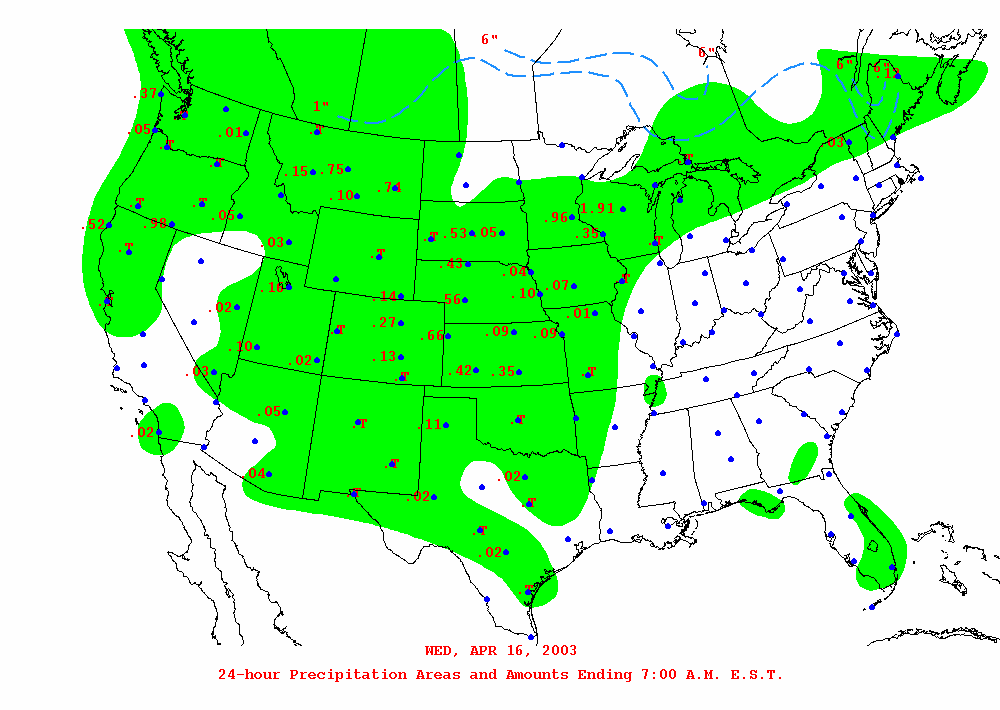 6"
6"
6" 6"
.12
.37
1"
.05 .01
.T
.03
.T .T
.T
.15 .75
.74
.10
.T .T
.96 1.91
.05
.52 .98
.53 .05 .35
.T
.03 .T
.T
.T
.43
.04
.T
.10 .07
.10
.14
.56
.T
.02
.01
.27
.T
.09 .09
.66
.10
.13
.02
.03 .42 .35 .T
.T
.05
.T .11 .T
.02
.T
.04 .02
.T .02
.T
.T
.02
.T
WED, APR 16, 2003
24-hour Precipitation Areas and Amounts Ending 7:00 A.M. E.S.T.